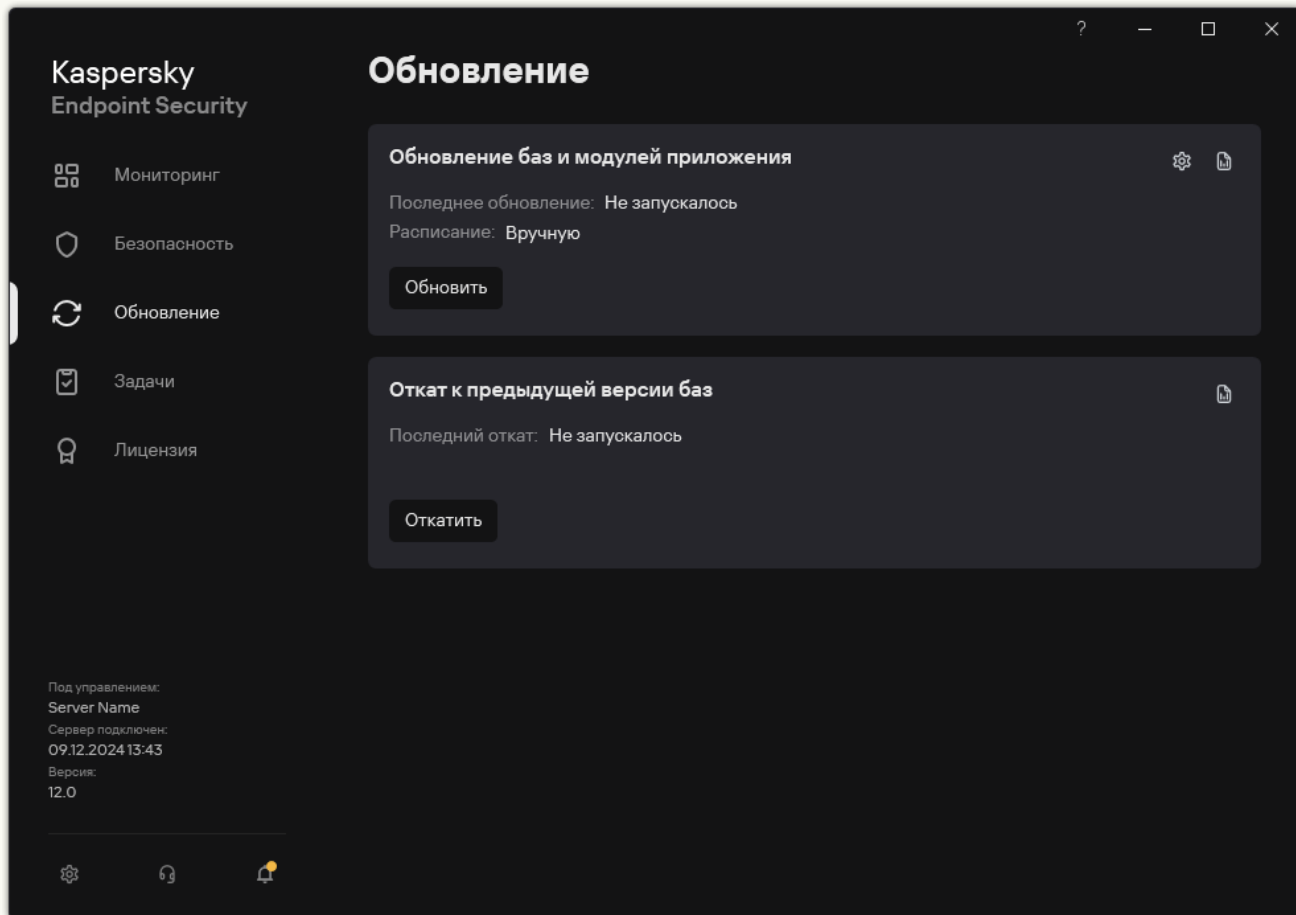 ?
Kaspersky
Endpoint Security
Мониторинг
Безопасность
Обновление
Задачи
Лицензия
Под управлением:
Server Name
Сервер подключен:
09.12.2024 13:43
Версия:
12.0
Обновление
Обновление баз и модулей приложения
Последнее обновление: Не запускалось
Расписание: Вручную
Обновить
Откат к предыдущей версии баз
Последний откат: Не запускалось
Откатить